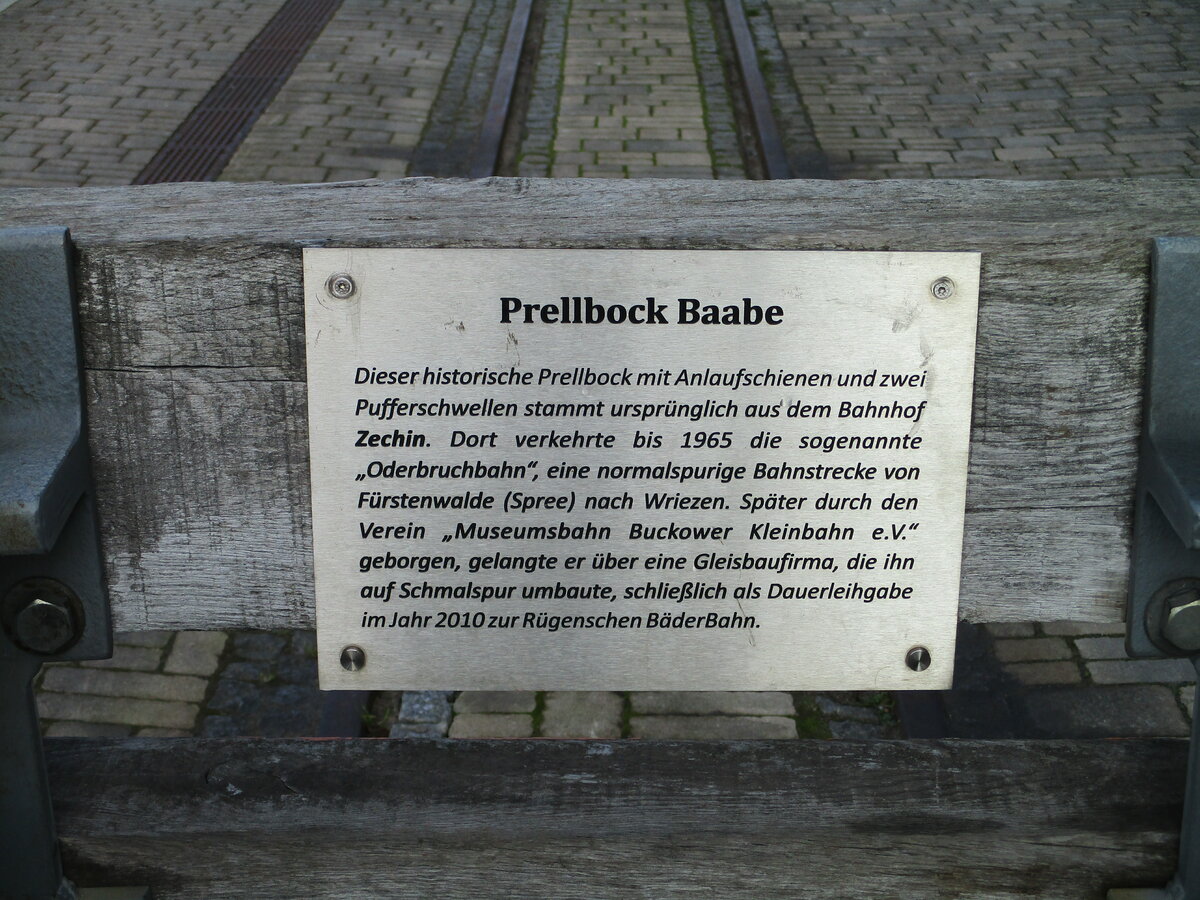 Prellbock Baabe
Dieser historische Prellbock mit Anlaufschienen und zwei
Pufferschwellen stammt ursprünglich aus dem Bahnhof
Zechin. Dort verkehrte bis 1965 die sogenannte
„Oderbruchbahn“, eine normalspurige Bahnstrecke von
Fürstenwalde (Spree) nach Wriezen. Später durch den
Verein „Museumsbahn Buckower Kleinbahn e.V.“
geborgen, gelangte er über eine Gleisbaufirma, die ihn
auf Schmalspur umbaute, schließlich als Dauerleihgabe
im Jahr 2010 zur Rügenschen BäderBahn.